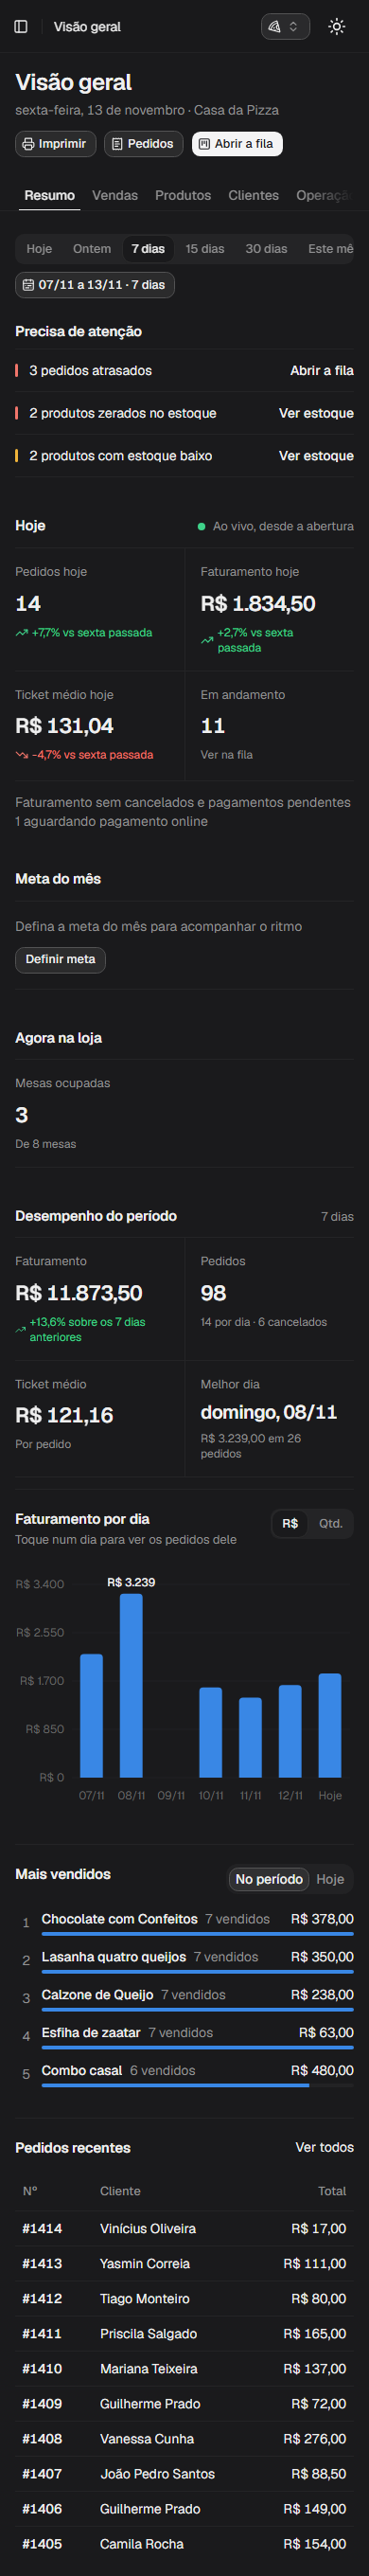 Visão geral
Visão geral
sexta-feira, 13 de novembro · Casa da Pizza
Imprimir
Pedidos
Abrir a fila
Resumo
Vendas
Produtos
Clientes
Operaçã
Hoje
Ontem
7 dias
15 dias
30 dias
Este mê
07/11 a 13/11 · 7 dias
Precisa de atenção
3 pedidos atrasados
Abrir a fila
2 produtos zerados no estoque
Ver estoque
2 produtos com estoque baixo
Ver estoque
Hoje
Ao vivo, desde a abertura
Pedidos hoje
14
+7,7% vs sexta passada
Faturamento hoje
R$ 1.834,50
+2,7% vs sexta
passada
Ticket médio hoje
R$ 131,04
-4,7% vs sexta passada
Em andamento
11
Ver na fila
Faturamento sem cancelados e pagamentos pendentes
1 aguardando pagamento online
Meta do mês
Defina a meta do mês para acompanhar o ritmo
Definir meta
Agora na loja
Mesas ocupadas
3
De 8 mesas
Desempenho do período
7 dias
Faturamento
R$ 11.873,50
+13,6% sobre os 7 dias
anteriores
Pedidos
98
14 por dia · 6 cancelados
Ticket médio
R$ 121,16
Por pedido
Melhor dia
domingo, 08/11
R$ 3.239,00 em 26
pedidos
Faturamento por dia
Toque num dia para ver os pedidos dele
R$
Qtd.
R$ 3.400
R$ 3.239
R$ 2.550
R$ 1.700
R$ 850
R$ 0
07/11
08/11
09/11
10/11
11/11
12/11
Hoje
Mais vendidos
No período
Hoje
1 Chocolate com Confeitos 7 vendidos R$ 378,00
2 Lasanha quatro queijos 7 vendidos R$ 350,00
3 Calzone de Queijo 7 vendidos R$ 238,00
4 Esfiha de zaatar 7 vendidos R$ 63,00
5 Combo casal 6 vendidos R$ 480,00
Pedidos recentes
Ver todos
Nº Cliente Total
#1414 Vinícius Oliveira R$ 17,00
#1413 Yasmin Correia R$ 111,00
#1412 Tiago Monteiro R$ 80,00
#1411 Priscila Salgado R$ 165,00
#1410 Mariana Teixeira R$ 137,00
#1409 Guilherme Prado R$ 72,00
#1408 Vanessa Cunha R$ 276,00
#1407 João Pedro Santos R$ 88,50
#1406 Guilherme Prado R$ 149,00
#1405 Camila Rocha R$ 154,00